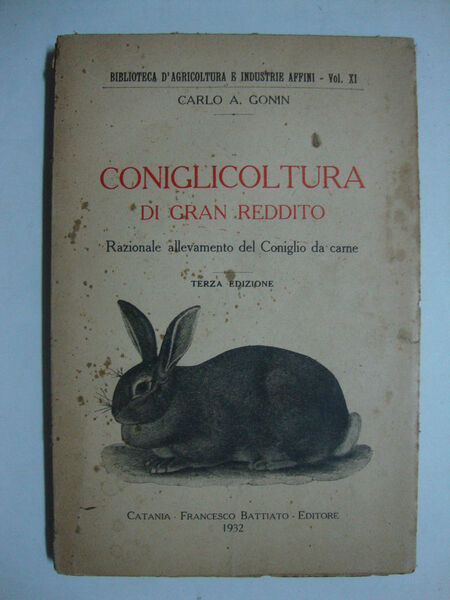 BIBLIOTECA D'AGRICOLTURA E INDUSTRIE AFFINI - Vol. XI
CARLO A. GONIN
CONIGLICOLTURA
DI GRAN REDDITO
Razionale allevamento del Coniglio da carne
TERZA EDIZIONE
CATANIA - FRANCESCO BATTIATO - EDITORE
1932